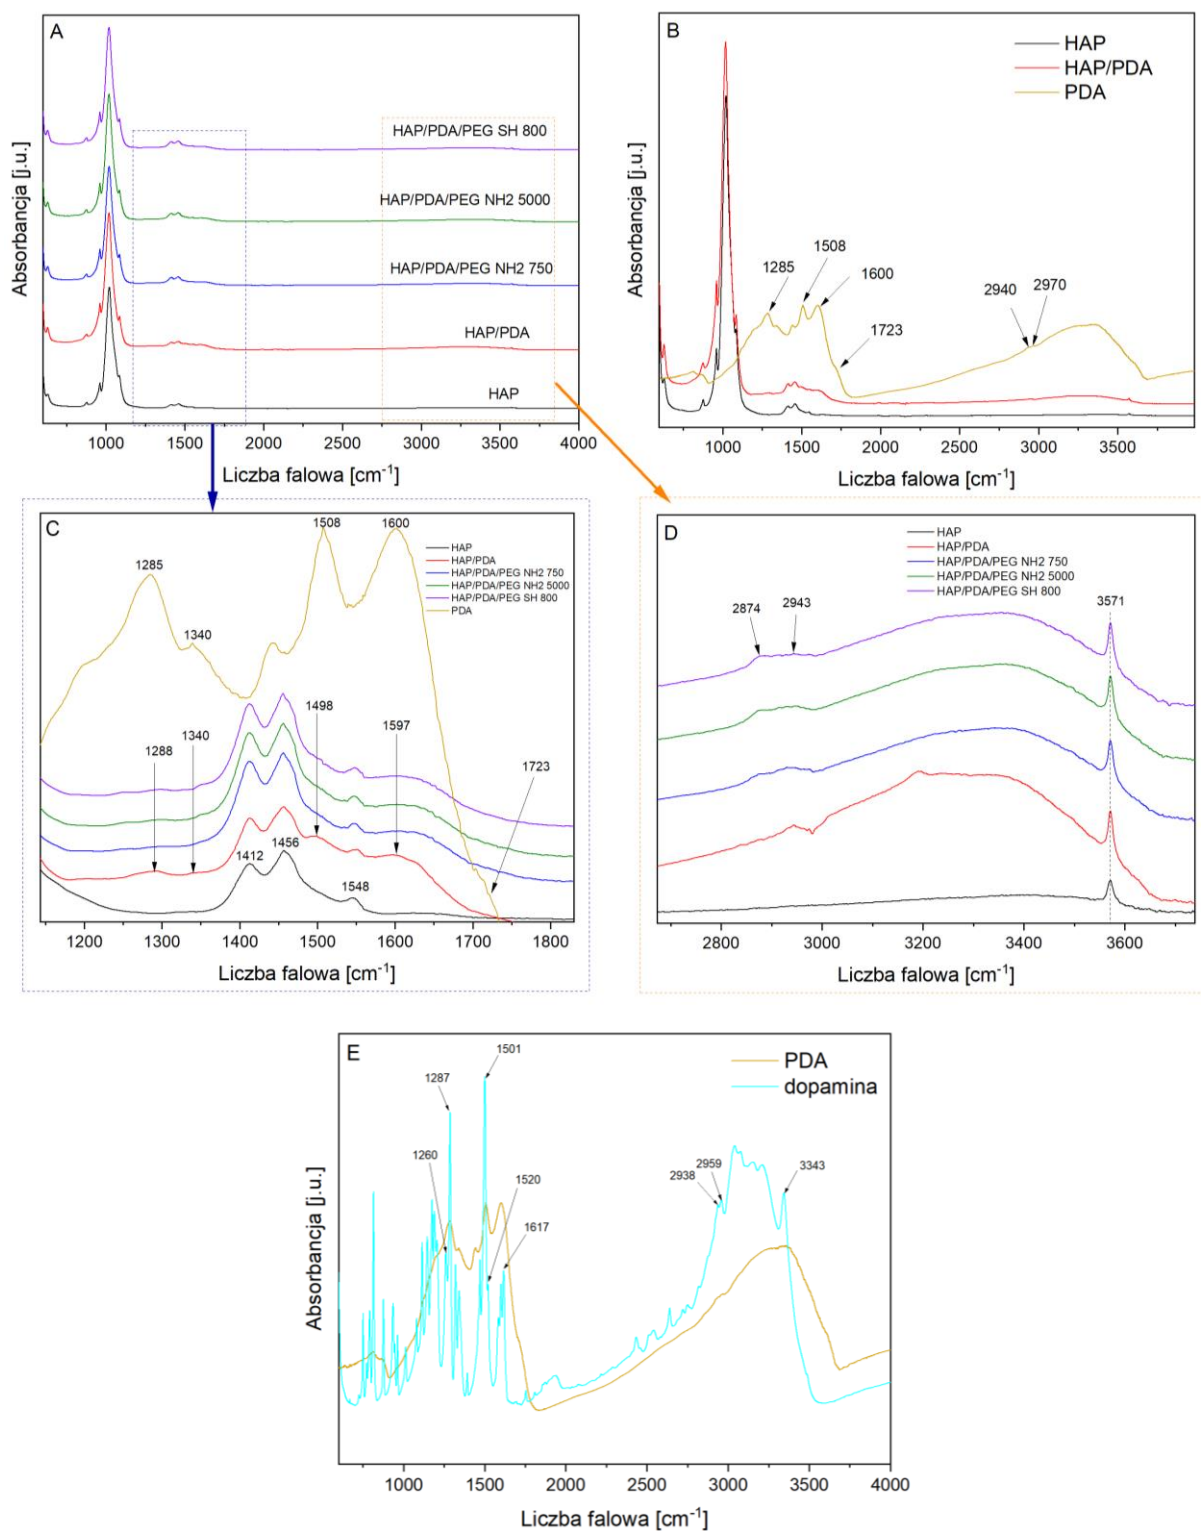 A
HAP/PDA/PEG SH 800
HAP/PDA/PEG NH2 5000
HAP/PDA/PEG NH2 750
HAP/PDA
HAP
Absorbancja [j.u.]
1000 1500 2000 2500 3000 3500 4000
Liczba falowa [cm⁻¹]
B
HAP
HAP/PDA
PDA
1285
1508
1600
1723
2940
2970
Absorbancja [j.u.]
1000 1500 2000 2500 3000 3500
Liczba falowa [cm⁻¹]
C
1508
1600
HAP
HAP/PDA
HAP/PDA/PEG NH2 750
HAP/PDA/PEG NH2 5000
HAP/PDA/PEG SH 800
PDA
1285
1340
1498
1597
1288
1340
1723
1412
1456
1548
1200 1300 1400 1500 1600 1700 1800
Liczba falowa [cm⁻¹]
D
HAP
HAP/PDA
HAP/PDA/PEG NH2 750
HAP/PDA/PEG NH2 5000
HAP/PDA/PEG SH 800
2874
2943
3571
2800 3000 3200 3400 3600
Liczba falowa [cm⁻¹]
E
PDA
dopamina
1501
1287
1260
1520
1617
2938
2959
3343
Absorbancja [j.u.]
1000 1500 2000 2500 3000 3500 4000
Liczba falowa [cm⁻¹]